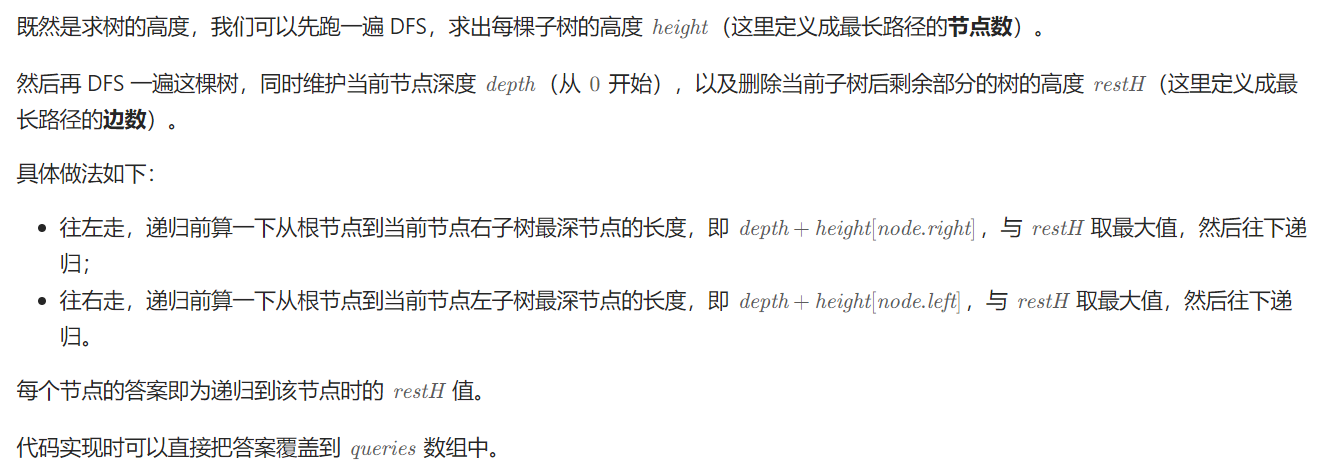 既然是求树的高度，我们可以先跑一遍 DFS，求出每棵子树的高度 height（这里定义成最长路径的节点数）。
然后再 DFS 一遍这棵树，同时维护当前节点深度 depth（从 0 开始），以及删除当前子树后剩余部分的树的高度 restH（这里定义成最
长路径的边数）。
具体做法如下：
• 往左走，递归前算一下从根节点到当前节点右子树最深节点的长度，即 depth + height[node.right]，与 restH 取最大值，然后往下递
归；
• 往右走，递归前算一下从根节点到当前节点左子树最深节点的长度，即 depth + height[node.left]，与 restH 取最大值，然后往下递
归。
每个节点的答案即为递归到该节点时的 restH 值。
代码实现时可以直接把答案覆盖到 queries 数组中。